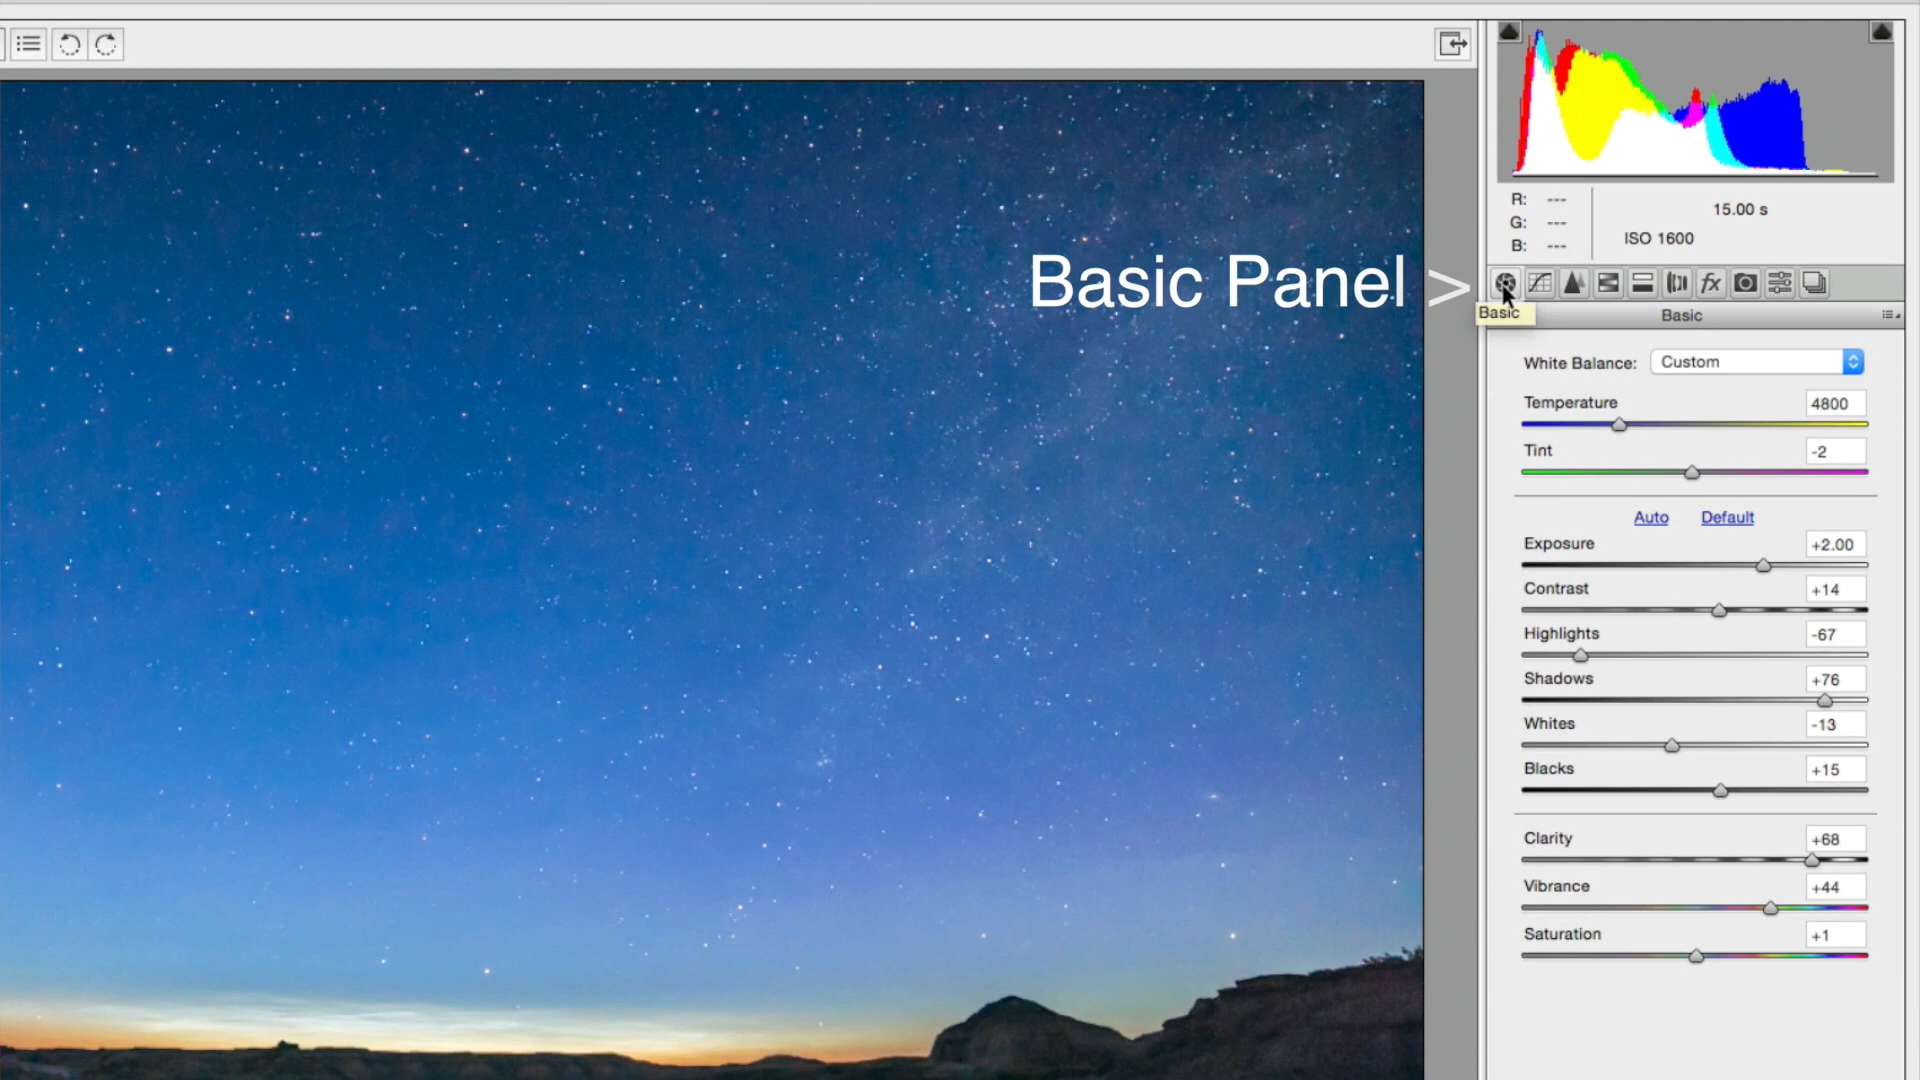 R: ---
G: ---
B: ---
15.00 s
ISO 1600
Basic Panel >
fx
Basic
Basic
White Balance: Custom
Temperature 4800
Tint -2
Auto Default
Exposure +2.00
Contrast +14
Highlights -67
Shadows +76
Whites -13
Blacks +15
Clarity +68
Vibrance +44
Saturation +1